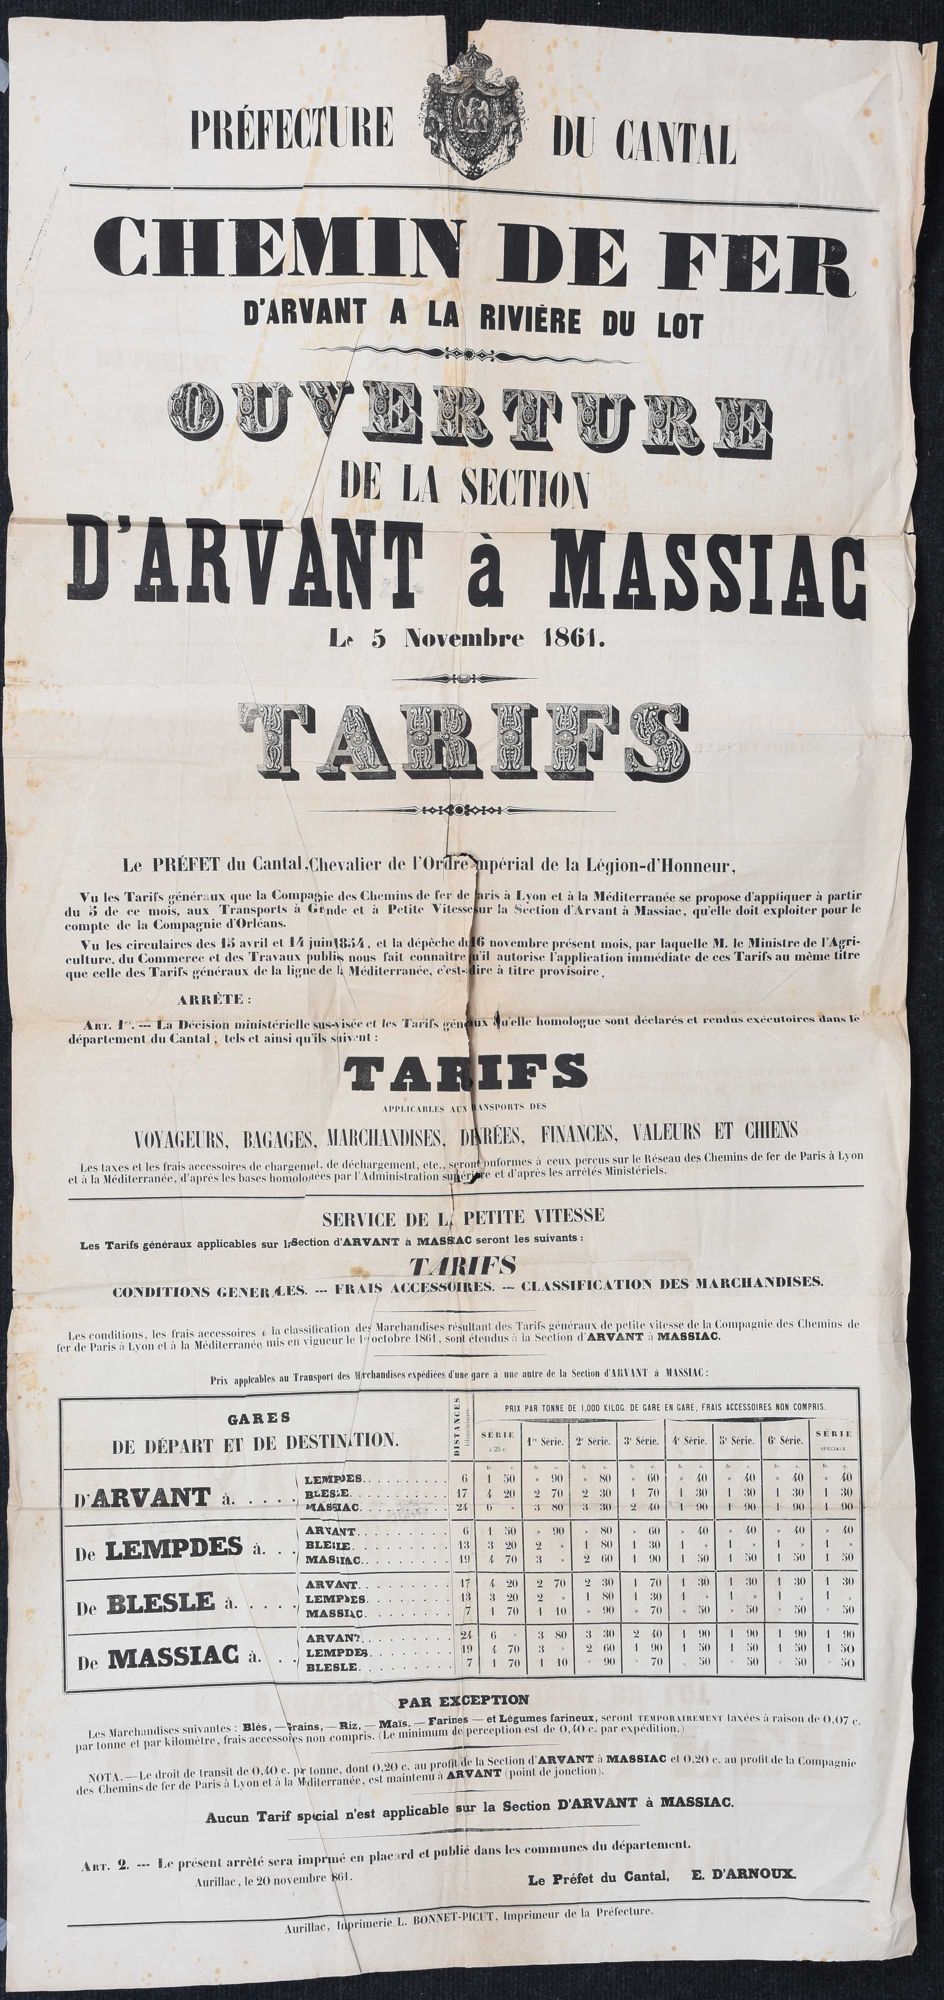 PRÉFECTURE DU CANTAL
CHEMIN DE FER
D'ARVANT A LA RIVIÈRE DU LOT
OUVERTURE
DE LA SECTION
D'ARVANT à MASSIAC
Le 5 Novembre 1861.
TARIFS
Le PRÉFET du Cantal, Chevalier de l'Ordre mpérial de la Légion-d'Honneur,
Vu les Tarifs généraux que la Compagnie des Chemins de fer de aris à Lyon et à la Méditerranée se propose d'appliquer à partir
du 5 de ce mois, aux Transports à Grnde et à Petite Vitesse sur la Section d'Arvant à Massiac, qu'elle doit exploiter pour le
compte de la Compagnie d'Orléans.
Vu les circulaires des 15 avril et 14 juin 1854, et la dépêche du 16 novembre présent mois, par laquelle M. le Ministre de l'Agri-
culture, du Commerce et des Travaux publis nous fait connaitre u'il autorise l'application immédiate de ces Tarifs au même titre
que celle des Tarifs généraux de la ligne de l Méditerranée, c'est- dire à titre provisoire,
ARRÊTE :
ART. 1er. --- La Décision ministérielle sus-visée et les Tarifs génraux qu'elle homologue sont déclarés et rendus exécutoires dans le
département du Cantal, tels et ainsi qu'ils suivent :
TARIFS
APPLICABLES AUX RANSPORTS DES
VOYAGEURS, BAGAGES, MARCHANDISES, DENRÉES, FINANCES, VALEURS ET CHIENS
Les taxes et les frais accessoires de chargemet, de déchargement, etc., seront onformes à ceux perçus sur le Réseau des Chemins de fer de Paris à Lyon
et à la Méditerranée, d'après les bases homologées par l'Administration supérieure et d'après les arrêtés Ministériels.
SERVICE DE LA PETITE VITESSE
Les Tarifs généraux applicables sur la Section d'ARVANT à MASSIAC seront les suivants :
TARIFS
CONDITIONS GENERALES. --- FRAIS ACCESSOIRES. --- CLASSIFICATION DES MARCHANDISES.
Les conditions, les frais accessoires et la classification des Marchandises résultant des Tarifs généraux de petite vitesse de la Compagnie des Chemins de
fer de Paris à Lyon et à la Méditerranée mis en vigueur le 1er octobre 1861, sont étendus à la Section d'ARVANT à MASSIAC.
Prix applcables au Transport des Marchandises expédiées d'une gare à une autre de la Section d'ARVANT à MASSIAC :
GARES DE DÉPART ET DE DESTINATION. DISTANCES kilométriques. PRIX PAR TONNE DE 1,000 KILOG. DE GARE EN GARE, FRAIS ACCESSOIRES NON COMPRIS.
SÉRIE à 25 c. 1re Série. 2e Série. 3e Série. 4e Série. 5e Série. 6e Série. SÉRIE SPÉCIALE.
fr. c. fr. c. fr. c. fr. c. fr. c. fr. c. fr. c. fr. c.
D'ARVANT à. . . . .
LEMPDES. . . . . . . . . 6 1 50 » 90 » 80 » 60 » 40 » 40 » 40 » 40
BLESLE. . . . . . . . . . 17 4 20 2 70 2 30 1 70 1 30 1 30 1 30 1 30
MASSIAC. . . . . . . . . 24 6 » 3 80 3 30 2 40 1 90 1 90 1 90 1 90
De LEMPDES à. . .
ARVANT. . . . . . . . . . 6 1 50 » 90 » 80 » 60 » 40 » 40 » 40 » 40
BLESLE. . . . . . . . . . 13 3 20 2 » 1 80 1 30 1 » 1 » 1 » 1 »
MASSIAC. . . . . . . . . 19 4 70 3 » 2 60 1 90 1 50 1 50 1 50 1 50
De BLESLE à. . . . .
ARVANT. . . . . . . . . . 17 4 20 2 70 2 30 1 70 1 30 1 30 1 30 1 30
LEMPDES. . . . . . . . . 13 3 20 2 » 1 80 1 30 1 » 1 » 1 » 1 »
MASSIAC. . . . . . . . . 7 1 70 1 10 » 90 » 70 » 50 » 50 » 50 » 50
De MASSIAC à. . . .
ARVANT. . . . . . . . . . 24 6 » 3 80 3 30 2 40 1 90 1 90 1 90 1 90
LEMPDES. . . . . . . . . 19 4 70 3 » 2 60 1 90 1 50 1 50 1 50 1 50
BLESLE. . . . . . . . . . 7 1 70 1 10 » 90 » 70 » 50 » 50 » 50 » 50
PAR EXCEPTION
Les Marchandises suivantes : Blés, — Grains, — Riz, — Maïs, — Farines — et Légumes farineux, seront TEMPORAIREMENT taxées à raison de 0,07 c.
par tonne et par kilomètre, frais accessoires non compris. (Le minimum de perception est de 0,40 c. par expédition.)
NOTA. — Le droit de transit de 0,40 c. pr tonne, dont 0,20 c. au profit de la Section d'ARVANT à MASSIAC et 0,20 c. au profit de la Compagnie
des Chemins de fer de Paris à Lyon et à la Méditerranée, est maintenu à ARVANT (point de jonction).
Aucun Tarif spécial n'est applicable sur la Section D'ARVANT à MASSIAC.
ART. 2. --- Le présent arrêté sera imprimé en placard et publié dans les communes du département.
Aurillac, le 20 novembre 1861.
Le Préfet du Cantal, E. D'ARNOUX.
Aurillac, Imprimerie L. BONNET-PICUT, Imprimeur de la Préfecture.